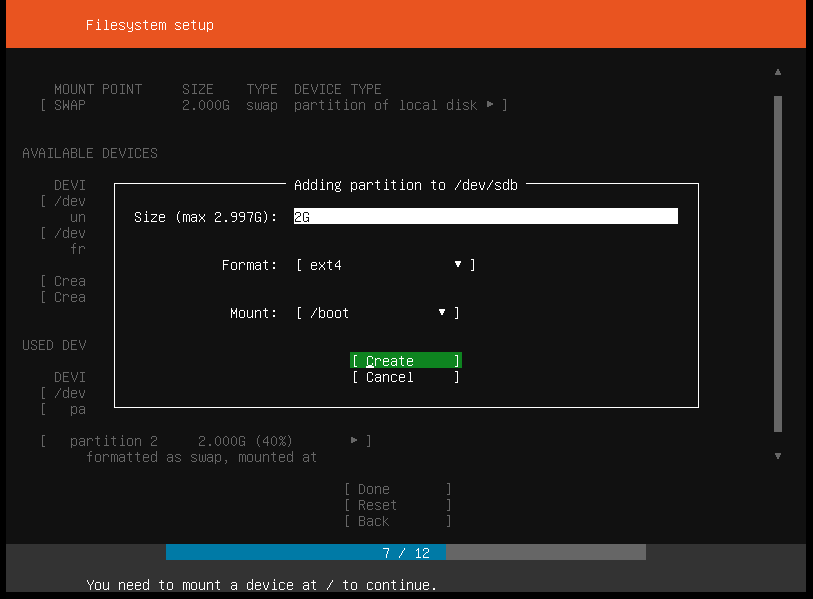 Filesystem setup
MOUNT POINT SIZE TYPE DEVICE TYPE
[ SWAP 2.000G swap partition of local disk ▸ ]
AVAILABLE DEVICES
DEVI
[ /dev
un
[ /dev
fr
[ Crea
[ Crea
USED DEV
DEVI
[ /dev
[ pa
Adding partition to /dev/sdb
Size (max 2.997G): 2G
Format: [ ext4 ▾ ]
Mount: [ /boot ▾ ]
[ Create ]
[ Cancel ]
[ partition 2 2.000G (40%) ▸ ]
formatted as swap, mounted at
[ Done ]
[ Reset ]
[ Back ]
7 / 12
You need to mount a device at / to continue.